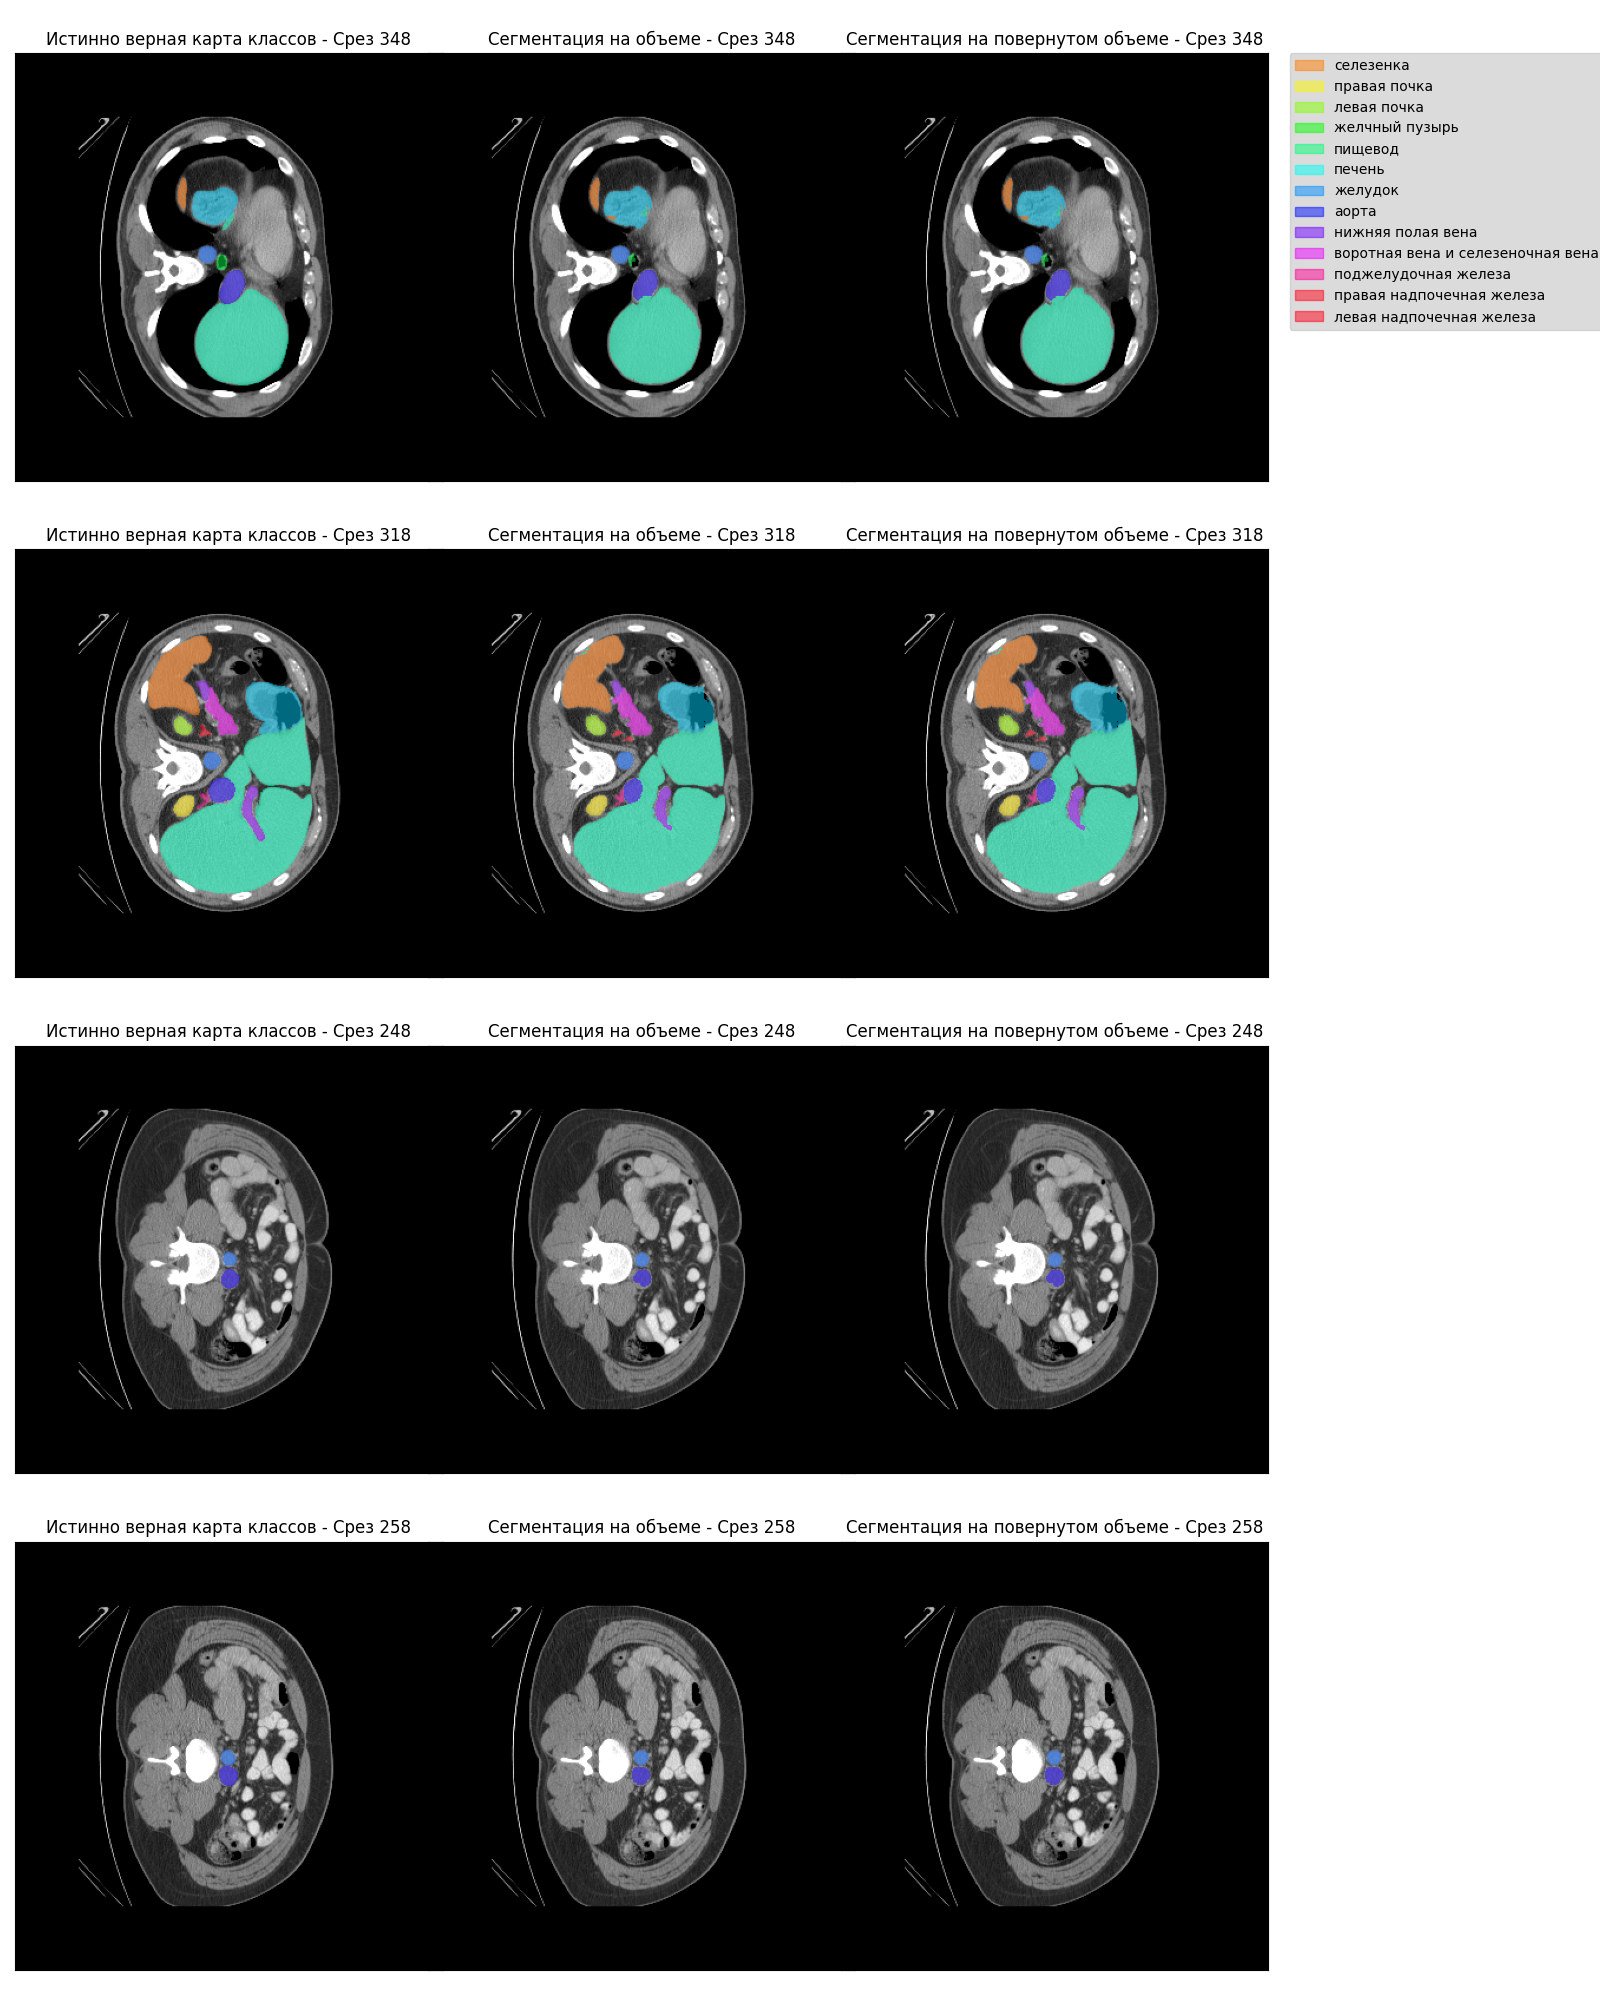 Истинно верная карта классов - Срез 348
Сегментация на объеме - Срез 348
Сегментация на повернутом объеме - Срез 348
селезенка
правая почка
левая почка
желчный пузырь
пищевод
печень
желудок
аорта
нижняя полая вена
воротная вена и селезеночная вена
поджелудочная железа
правая надпочечная железа
левая надпочечная железа
Истинно верная карта классов - Срез 318
Сегментация на объеме - Срез 318
Сегментация на повернутом объеме - Срез 318
Истинно верная карта классов - Срез 248
Сегментация на объеме - Срез 248
Сегментация на повернутом объеме - Срез 248
Истинно верная карта классов - Срез 258
Сегментация на объеме - Срез 258
Сегментация на повернутом объеме - Срез 258